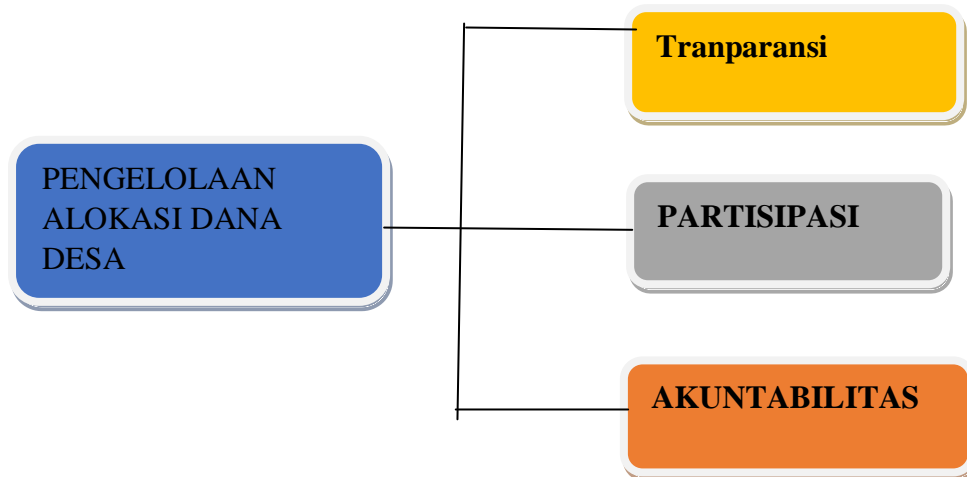 Tranparansi
PENGELOLAAN
ALOKASI DANA
DESA
PARTISIPASI
AKUNTABILITAS